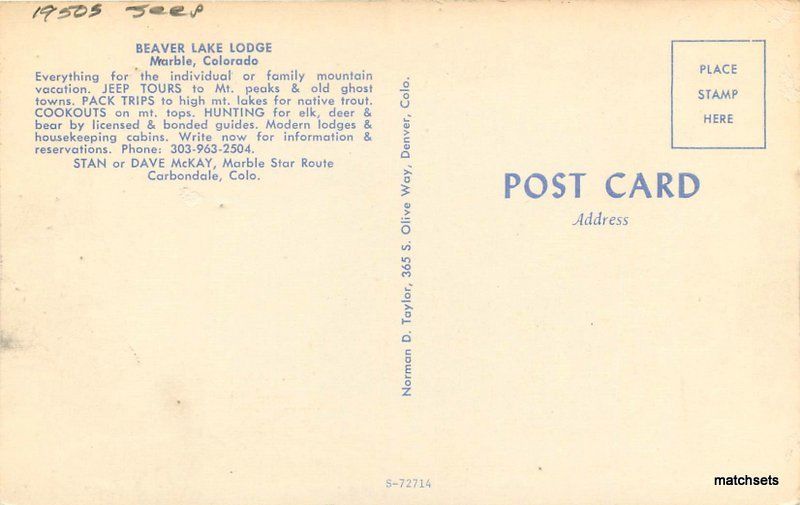 1950s Jeep
BEAVER LAKE LODGE
Marble, Colorado
Everything for the individual or family mountain
vacation. JEEP TOURS to Mt. peaks & old ghost
towns. PACK TRIPS to high mt. lakes for native trout.
COOKOUTS on mt. tops. HUNTING for elk, deer &
bear by licensed & bonded guides. Modern lodges &
housekeeping cabins. Write now for information &
reservations. Phone: 303-963-2504.
STAN or DAVE McKAY, Marble Star Route
Carbondale, Colo.
Norman D. Taylor, 365 S. Olive Way, Denver, Colo.
PLACE
STAMP
HERE
POST CARD
Address
S-72714
matchsets